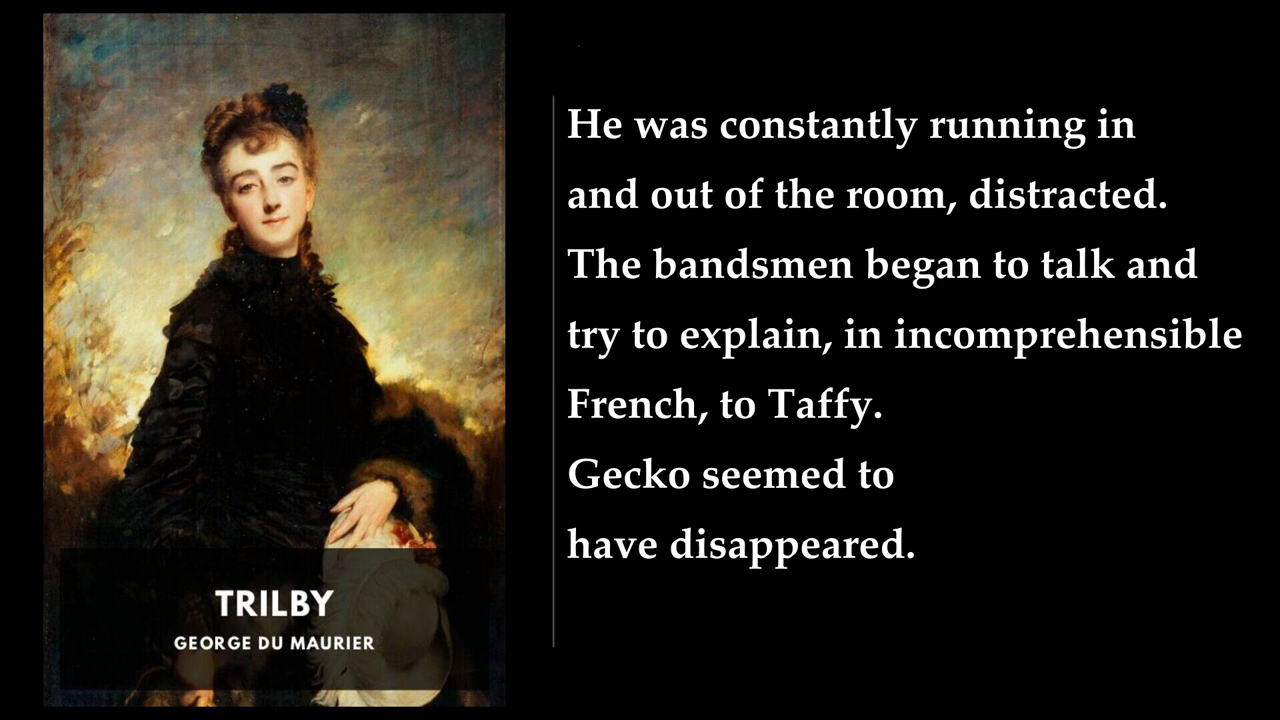 TRILBY
GEORGE DU MAURIER
He was constantly running in
and out of the room, distracted.
The bandsmen began to talk and
try to explain, in incomprehensible
French, to Taffy.
Gecko seemed to
have disappeared.